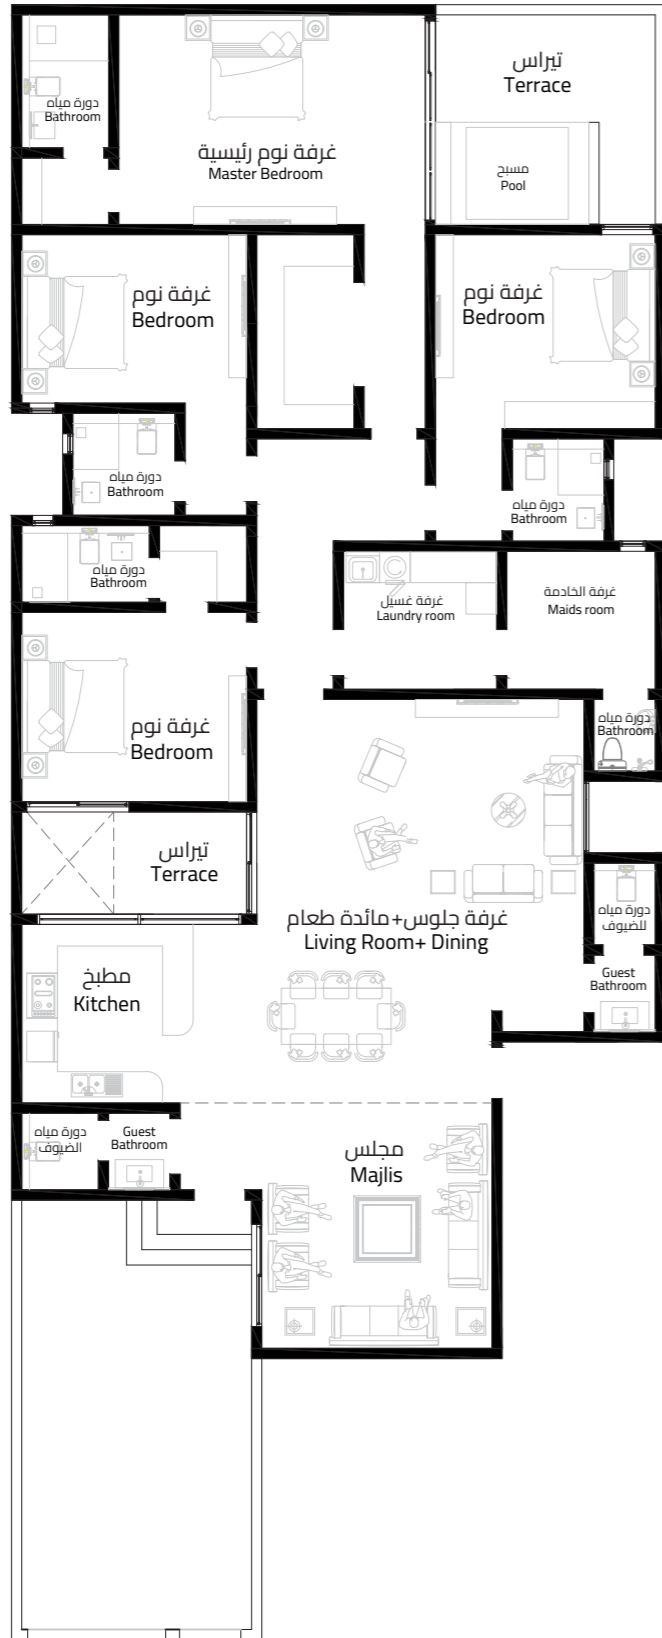 تيراس
Terrace
دورة مياه
Bathroom
غرفة نوم رئيسية
Master Bedroom
مسبح
Pool
غرفة نوم
Bedroom
غرفة نوم
Bedroom
دورة مياه
Bathroom
دورة مياه
Bathroom
دورة مياه
Bathroom
غرفة غسيل
Laundry room
غرفة الخادمة
Maids room
غرفة نوم
Bedroom
دورة مياه
Bathroom
تيراس
Terrace
غرفة جلوس+مائدة طعام
Living Room+ Dining
دورة مياه
للضيوف
Guest
Bathroom
مطبخ
Kitchen
دورة مياه
الضيوف
Guest
Bathroom
مجلس
Majlis